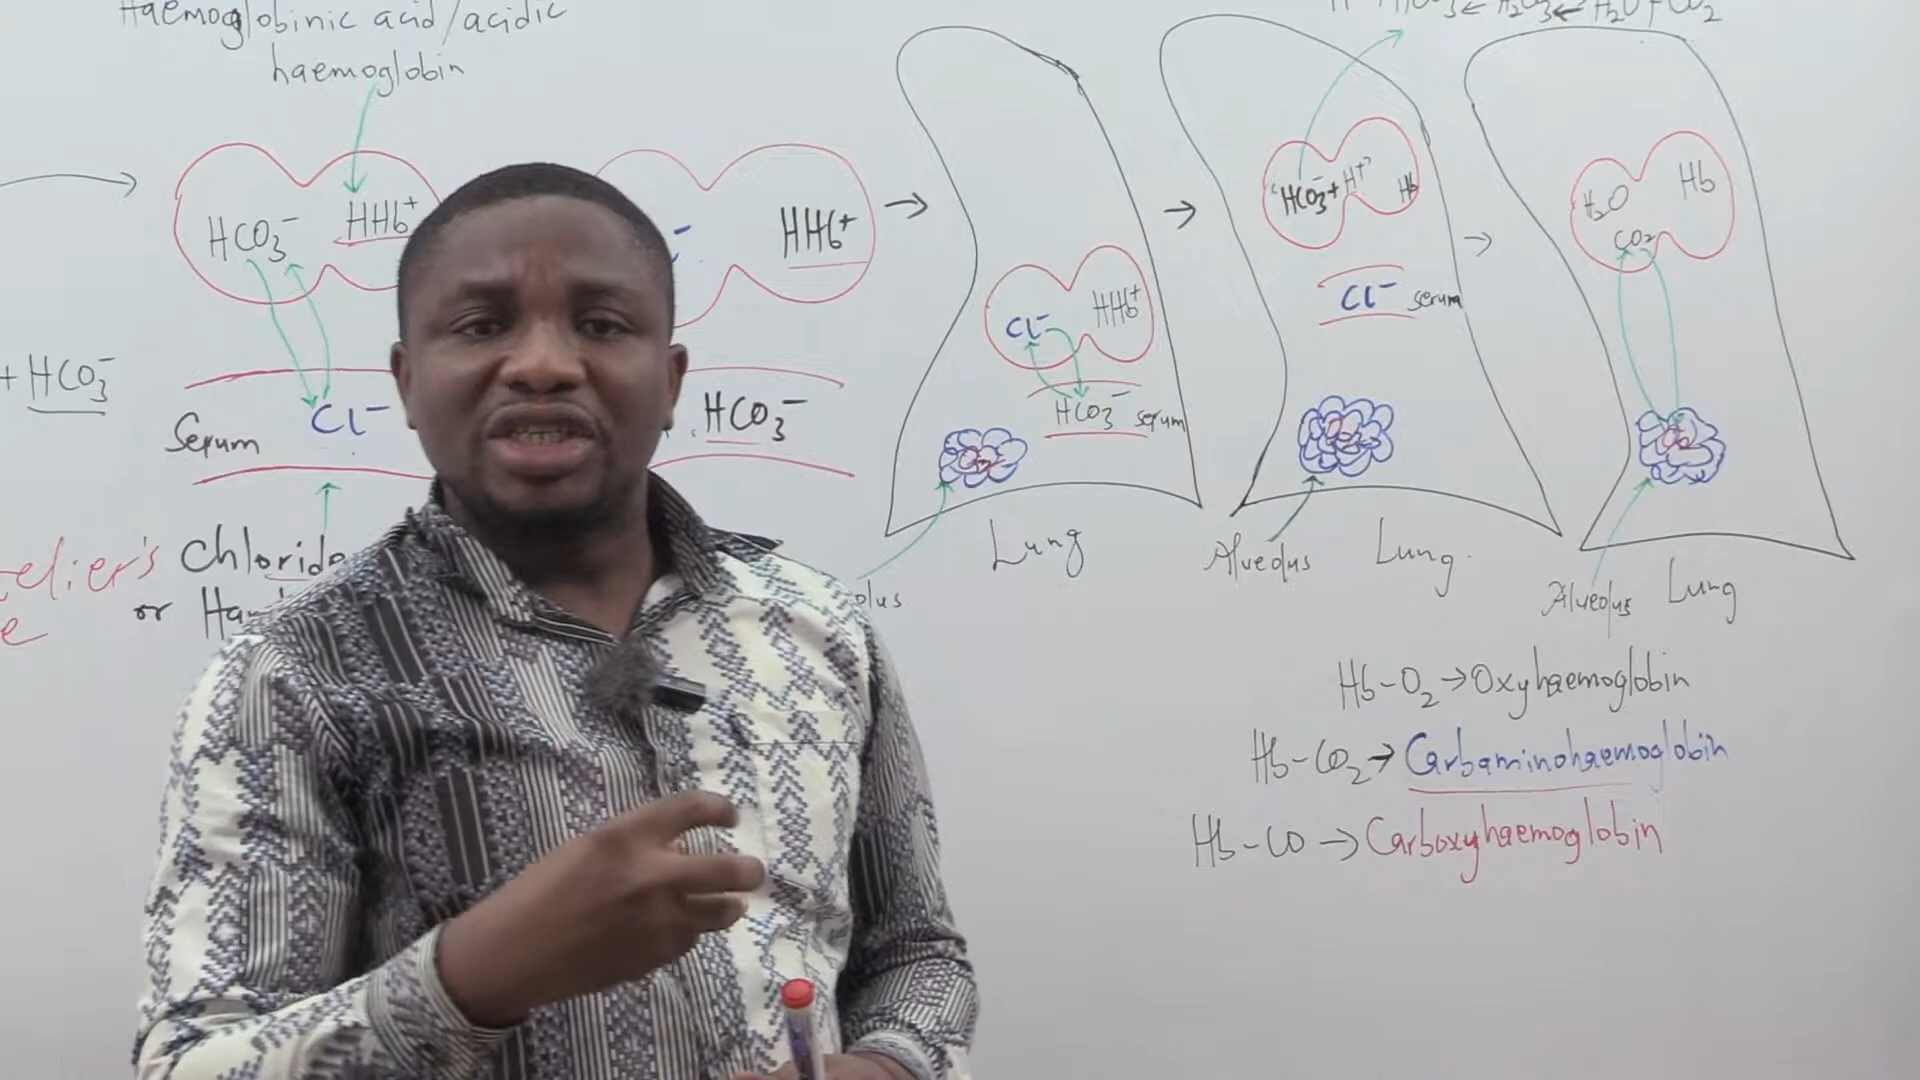 Haemoglobinic acid/acidic
haemoglobin
HCO₃⁻
HHb⁺
HHb⁺
+ HCO₃⁻
Serum
Cl⁻
HCO₃⁻
chloride
or
Cl⁻
HHb⁺
HCO₃⁻ serum
O₂
Lung
HCO₃⁻ + H⁺
Hb
Cl⁻ serum
Alveolus
Lung
H₂O
Hb
CO₂
Alveolus
Lung
Hb-O₂ → Oxyhaemoglobin
Hb-CO₂ → Carbaminohaemoglobin
Hb-CO → Carboxyhaemoglobin